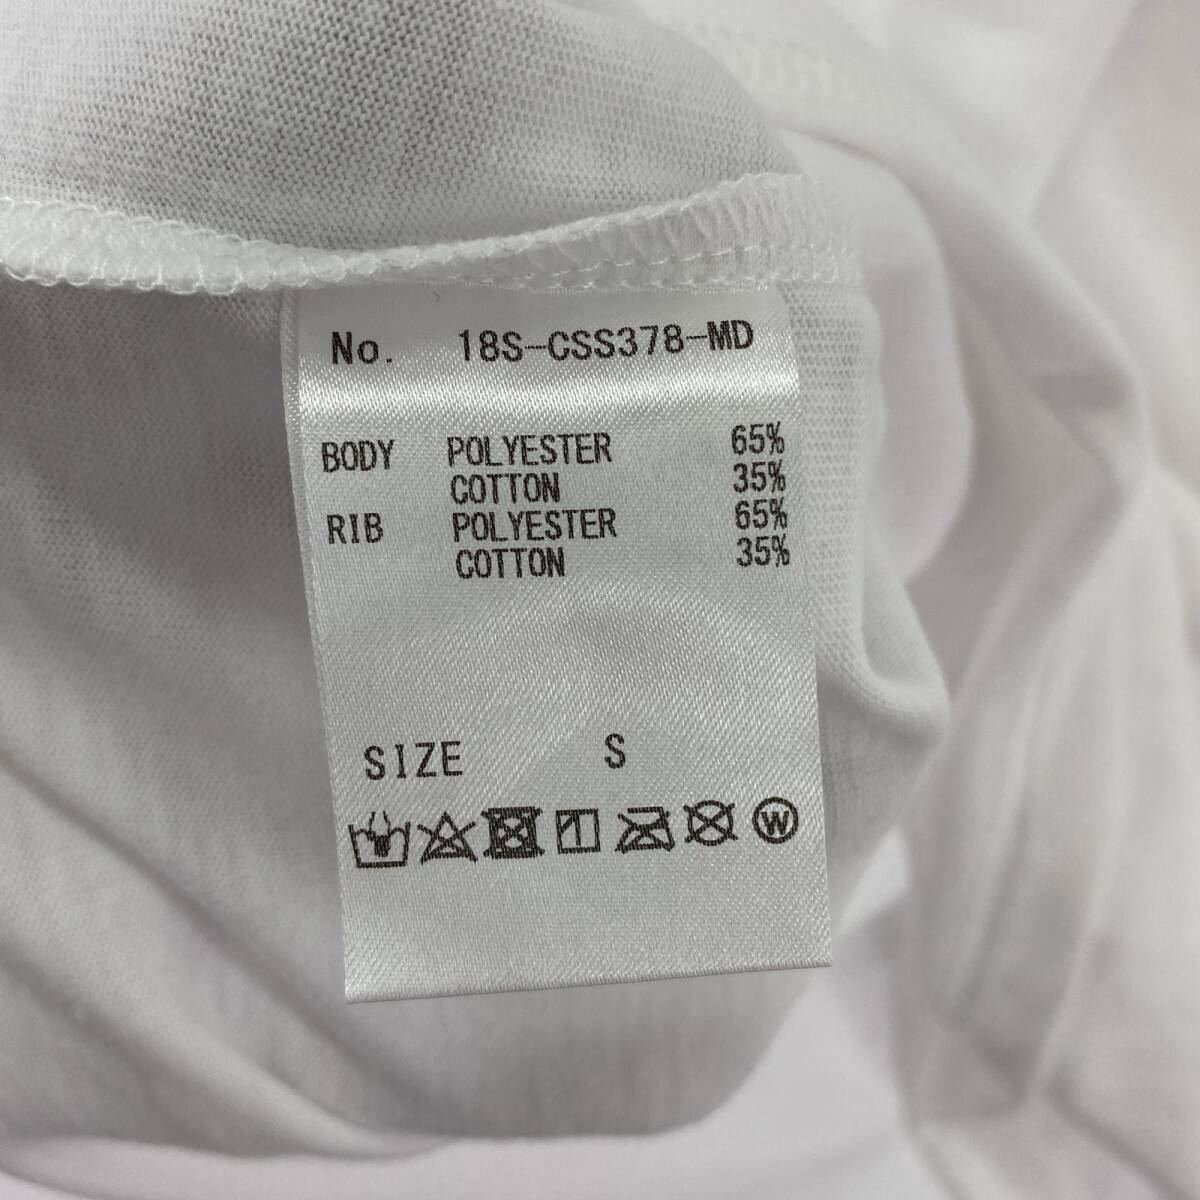 No. 18S-CSS378-MD
BODY POLYESTER 65%
COTTON 35%
RIB POLYESTER 65%
COTTON 35%
SIZE S
W